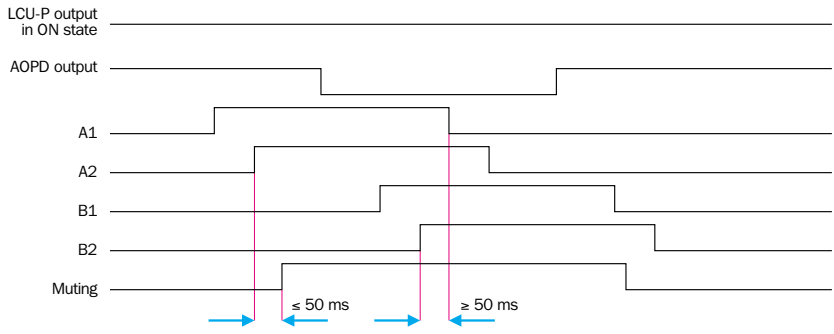 LCU-P output
in ON state
AOPD output
A1
A2
B1
B2
Muting
≤ 50 ms
≥ 50 ms